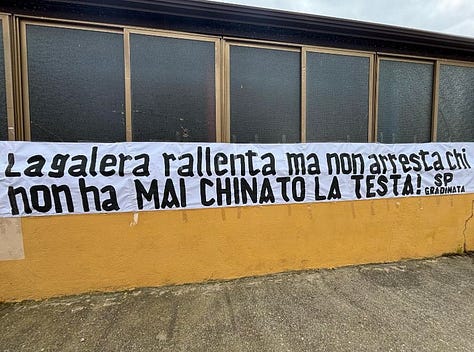 La galera rallenta ma non arresta chi
non ha MAI CHINATO LA TESTA! SP
GRADINATA